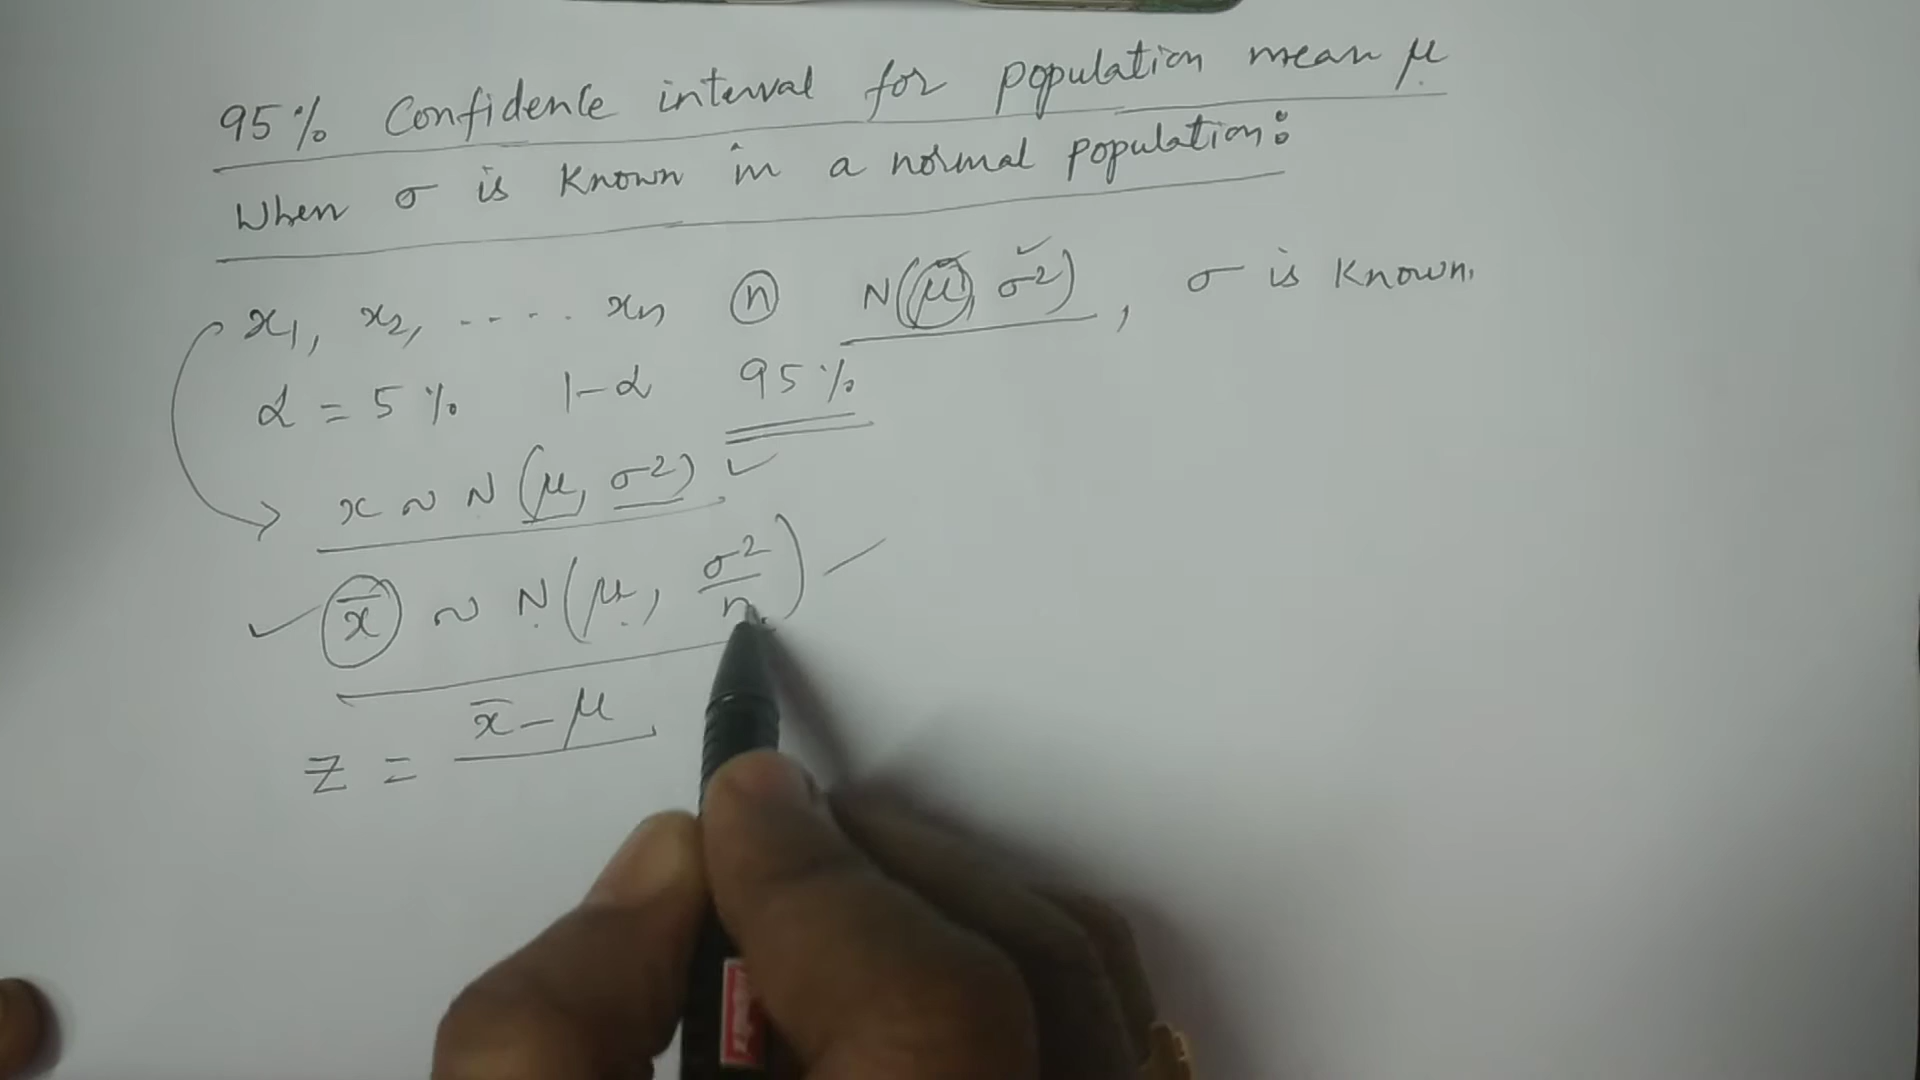 95% Confidence interval for population mean μ
When σ is known in a normal population:
x₁, x₂, ..... xₙ n N(μ, σ²), σ is known.
α = 5% 1-α 95%
x ~ N(μ, σ²)
x̄ ~ N(μ, σ²/n)
z = x̄ - μ